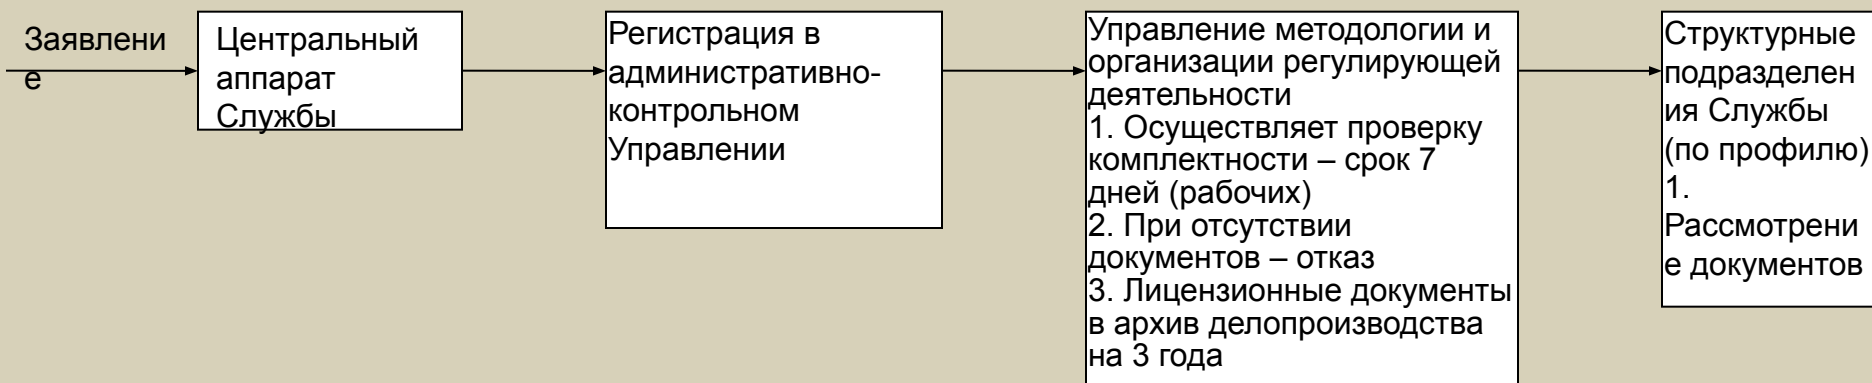 Заявлени
е
Центральный
аппарат
Службы
Регистрация в
административно-
контрольном
Управлении
Управление методологии и
организации регулирующей
деятельности
1. Осуществляет проверку
комплектности – срок 7
дней (рабочих)
2. При отсутствии
документов – отказ
3. Лицензионные документы
в архив делопроизводства
на 3 года
Структурные
подразделен
ия Службы
(по профилю)
1.
Рассмотрени
е документов